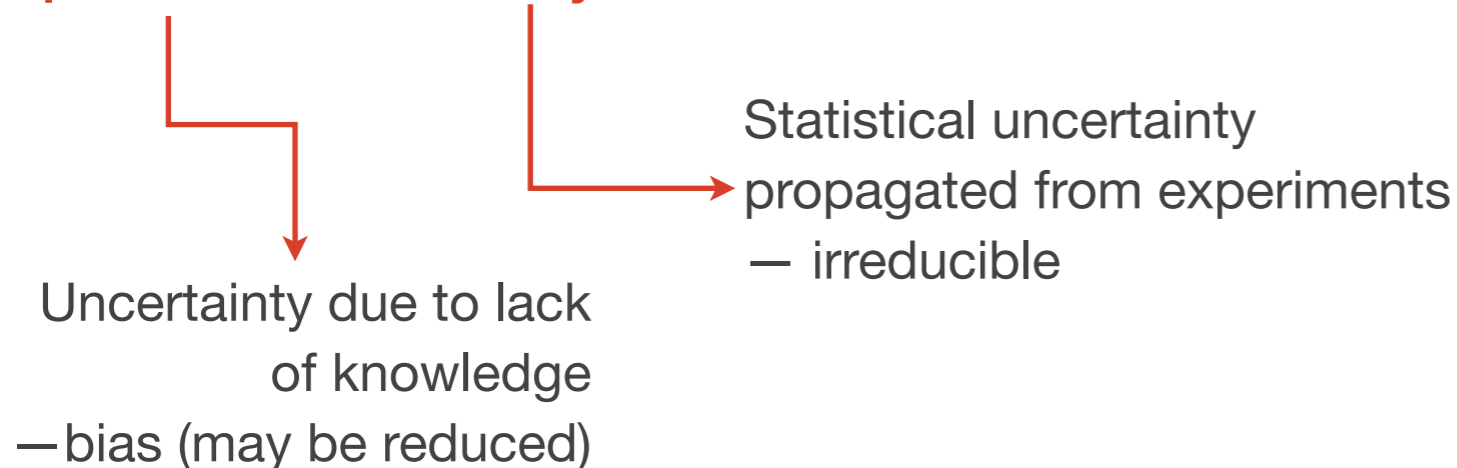 Statistical uncertainty
propagated from experiments
— irreducible
Uncertainty due to lack
of knowledge
—bias (may be reduced)